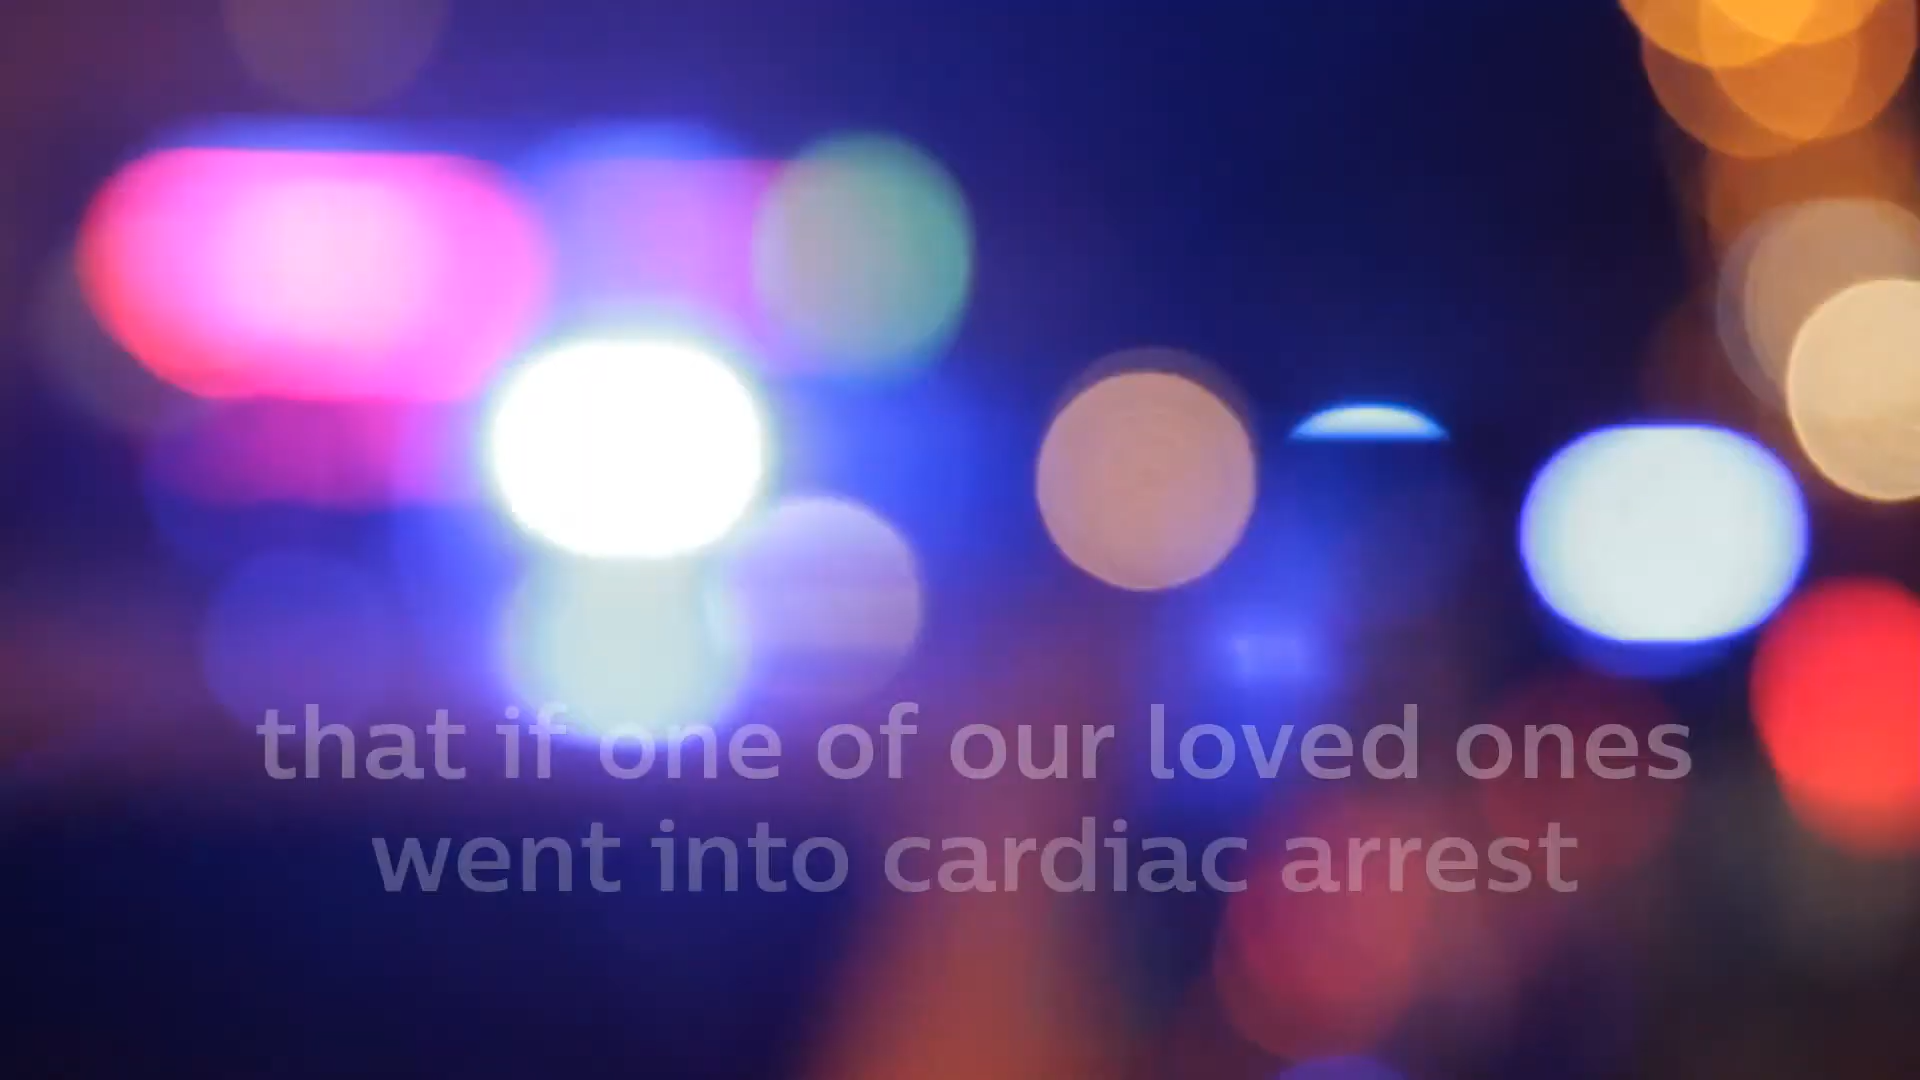 that if one of our loved ones
went into cardiac arrest